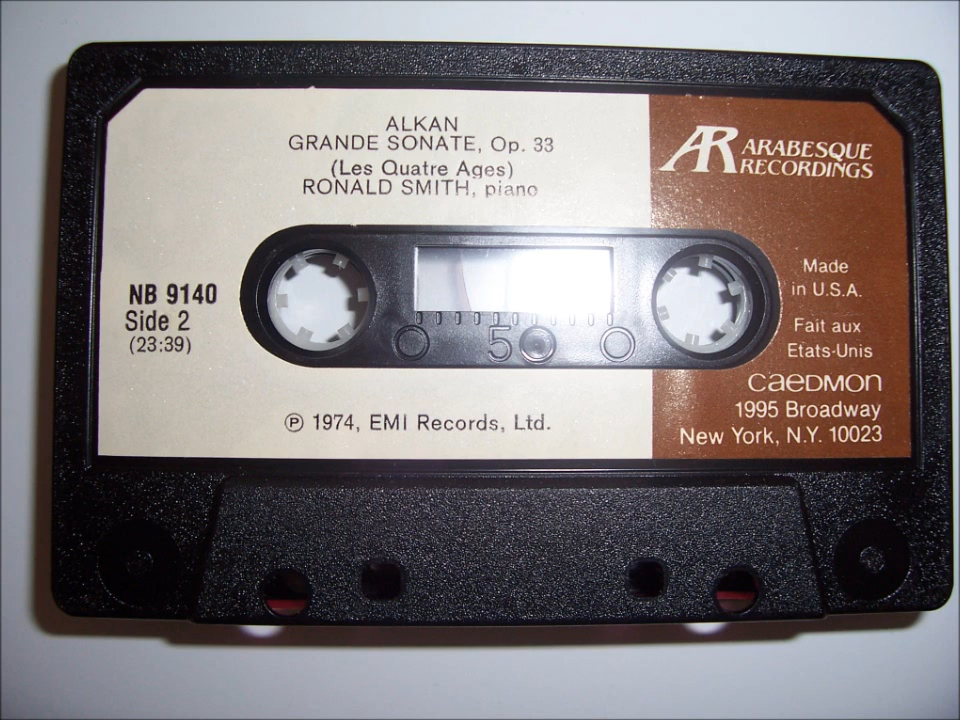 ALKAN
GRANDE SONATE, Op. 33
(Les Quatre Ages)
RONALD SMITH, piano
AR ARABESQUE
RECORDINGS
NB 9140
Side 2
(23:39)
5
Made
in U.S.A.
Fait aux
Etats-Unis
CAEDMON
1995 Broadway
New York, N.Y. 10023
℗ 1974, EMI Records, Ltd.